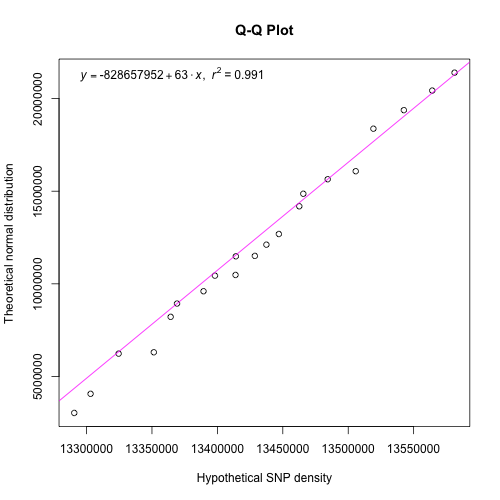 Q-Q Plot
y = -828657952 + 63 · x, r² = 0.991
20000000
15000000
10000000
5000000
Theoretical normal distribution
13300000 13350000 13400000 13450000 13500000 13550000
Hypothetical SNP density